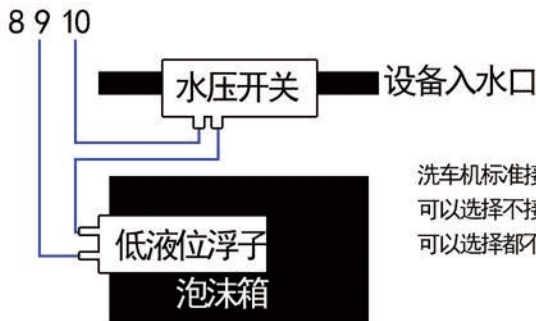 8 9 10
水压开关
设备入水口
洗车机标准接
可以选择不接
可以选择都不
低液位浮子
泡沫箱